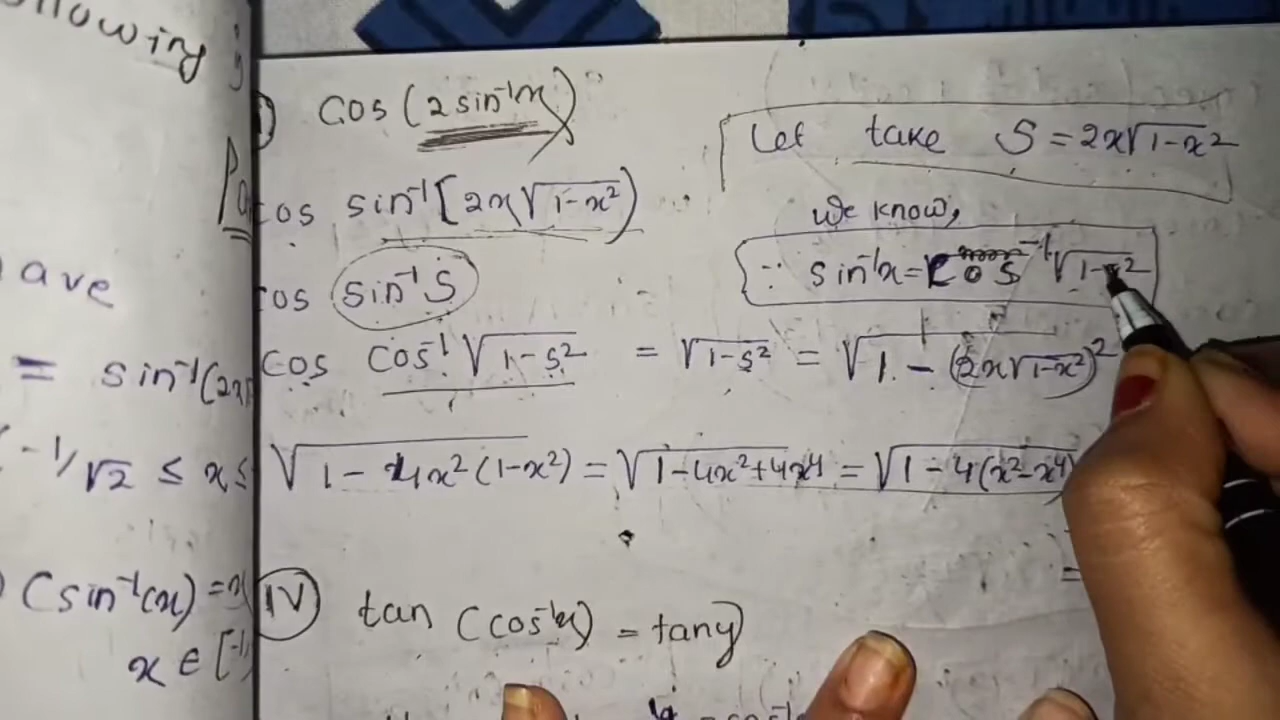 llowing
cos (2 sin⁻¹x)
cos sin⁻¹[2x√1-x²)
cos sin⁻¹ S
cos cos⁻¹ √1-s² = √1-s² = √1 - (2x√1-x²)²
√1 - 4x²(1-x²) = √1-4x²+4x⁴ = √1 - 4(x²-x⁴)
=
IV tan (cos⁻¹x) = tany
Let take S = 2x√1-x²
we know,
∵ sin⁻¹x = cos⁻¹√1-x²
ave
= sin⁻¹(2x
-1/√2 ≤ x ≤
(sin⁻¹(x) = x
x ∈ [-1,